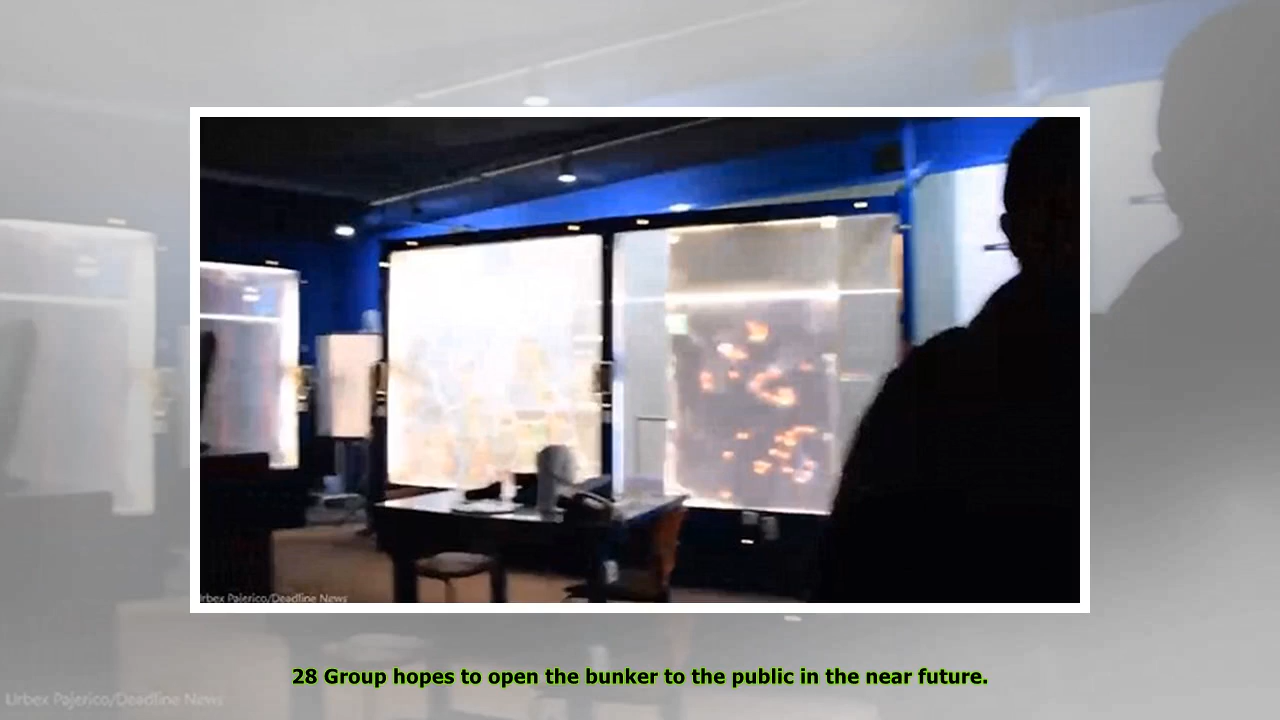 Urbex Pajerico/Deadline News
Urbex Pajerico/Deadline News
28 Group hopes to open the bunker to the public in the near future.